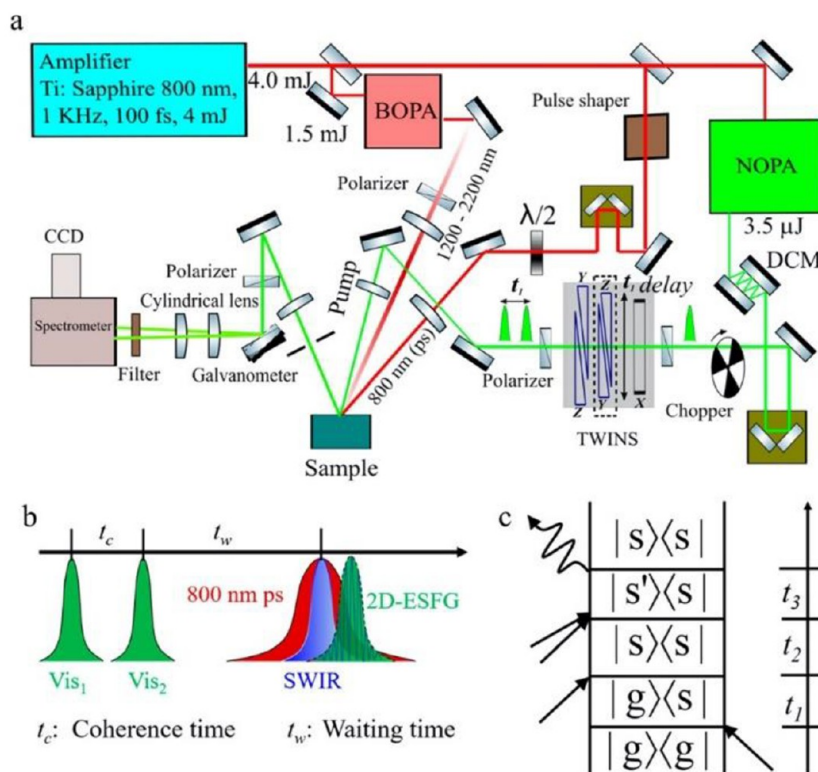 a
Amplifier
Ti: Sapphire 800 nm,
1 KHz, 100 fs, 4 mJ
4.0 mJ
1.5 mJ
BOPA
Pulse shaper
NOPA
3.5 μJ
DCM
Polarizer
1200 - 2200 nm
λ/2
CCD
Polarizer
Cylindrical lens
Spectrometer
Filter
Galvanometer
Pump
800 nm (ps)
Sample
t₁
Polarizer
Y
Z
t₁ delay
Z
Y
X
TWINS
Chopper
b
t_c
t_w
800 nm ps
2D-ESFG
Vis₁
Vis₂
SWIR
t_c: Coherence time
t_w: Waiting time
c
|s⟩⟨s|
|s'⟩⟨s|
t₃
|s⟩⟨s|
t₂
|g⟩⟨s|
t₁
|g⟩⟨g|